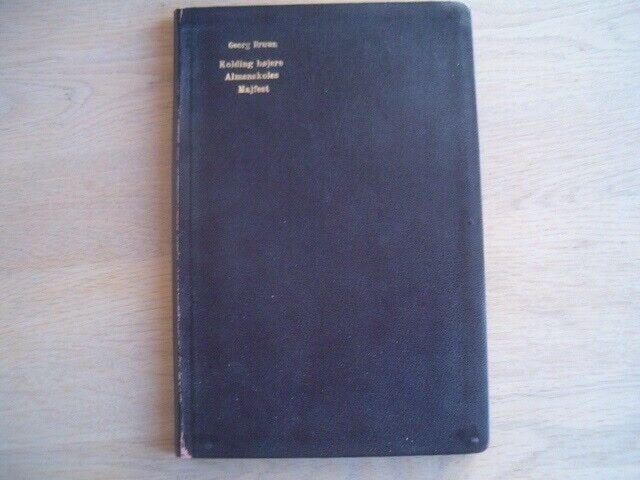 Georg Bruun
Kolding højere
Almenskoles
Majfest